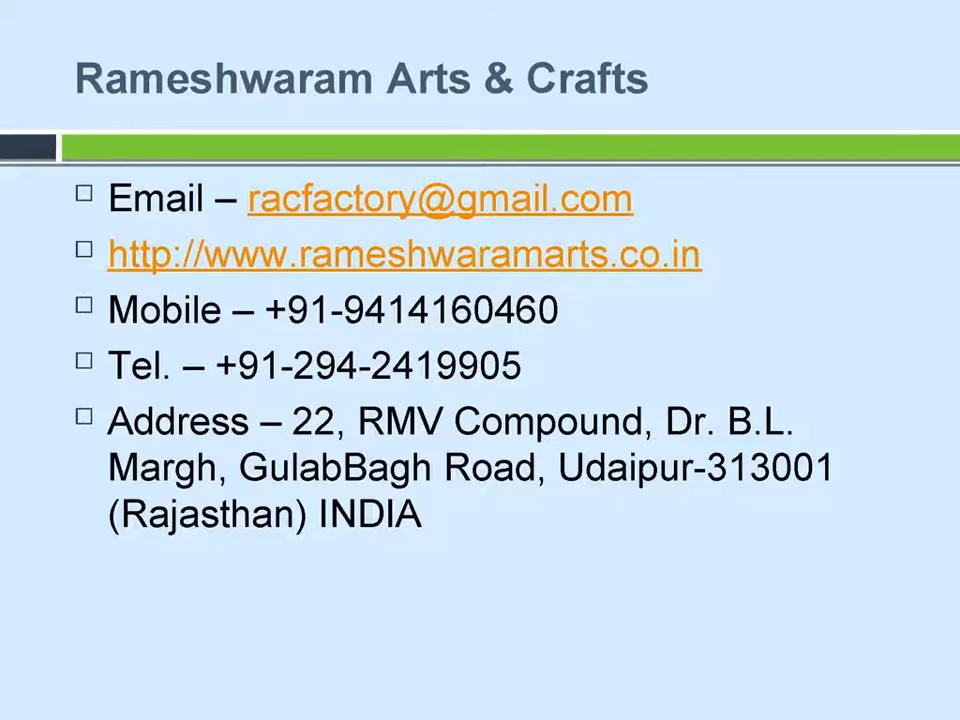 Rameshwaram Arts & Crafts
Email – racfactory@gmail.com
http://www.rameshwaramarts.co.in
Mobile – +91-9414160460
Tel. – +91-294-2419905
Address – 22, RMV Compound, Dr. B.L.
Margh, GulabBagh Road, Udaipur-313001
(Rajasthan) INDIA